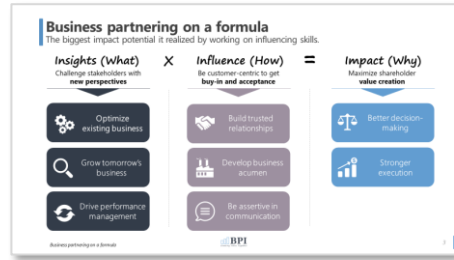 Business partnering on a formula
The biggest impact potential it realized by working on influencing skills.
Insights (What) x Influence (How) = Impact (Why)
Challenge stakeholders with
new perspectives
Be customer-centric to get
buy-in and acceptance
Maximize shareholder
value creation
Optimize
existing business
Grow tomorrow's
business
Drive performance
management
Build trusted
relationships
Develop business
acumen
Be assertive in
communication
Better decision-
making
Stronger
execution
Business partnering on a formula
BPI